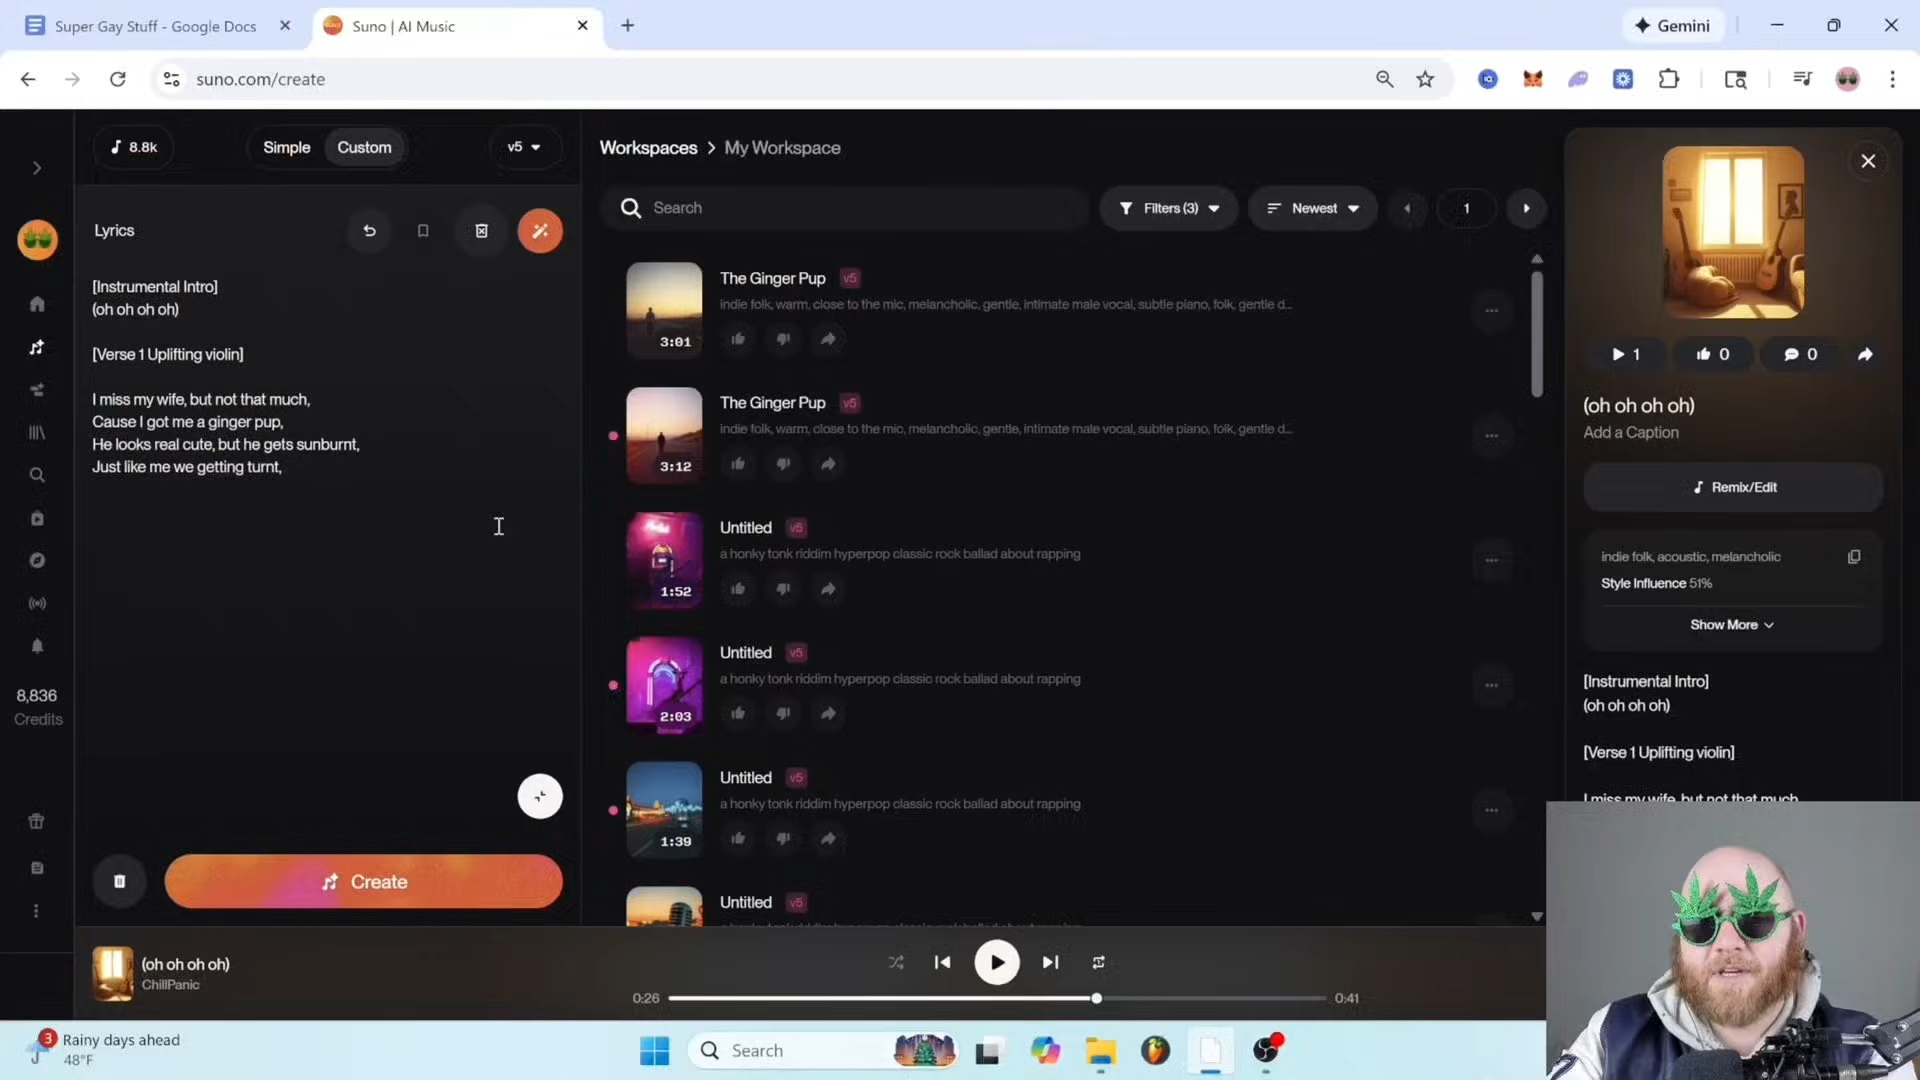 Super Gay Stuff - Google Docs
Suno | AI Music
Gemini
suno.com/create
8.8k
Simple
Custom
v5
Workspaces > My Workspace
Search
Filters (3)
Newest
1
Lyrics
[Instrumental Intro]
(oh oh oh oh)
[Verse 1 Uplifting violin]
I miss my wife, but not that much,
Cause I got me a ginger pup,
He looks real cute, but he gets sunburnt,
Just like me we getting turnt,
8,836
Credits
Create
The Ginger Pup v5
indie folk, warm, close to the mic, melancholic, gentle, intimate male vocal, subtle piano, folk, gentle d...
3:01
The Ginger Pup v5
indie folk, warm, close to the mic, melancholic, gentle, intimate male vocal, subtle piano, folk, gentle d...
3:12
Untitled v5
a honky tonk riddim hyperpop classic rock ballad about rapping
1:52
Untitled v5
a honky tonk riddim hyperpop classic rock ballad about rapping
2:03
Untitled v5
a honky tonk riddim hyperpop classic rock ballad about rapping
1:39
Untitled v5
1
0
0
(oh oh oh oh)
Add a Caption
Remix/Edit
indie folk, acoustic, melancholic
Style Influence 51%
Show More
[Instrumental Intro]
(oh oh oh oh)
[Verse 1 Uplifting violin]
I miss my wife, but not that much
(oh oh oh oh)
ChillPanic
0:26
0:41
3
Rainy days ahead
48°F
Search